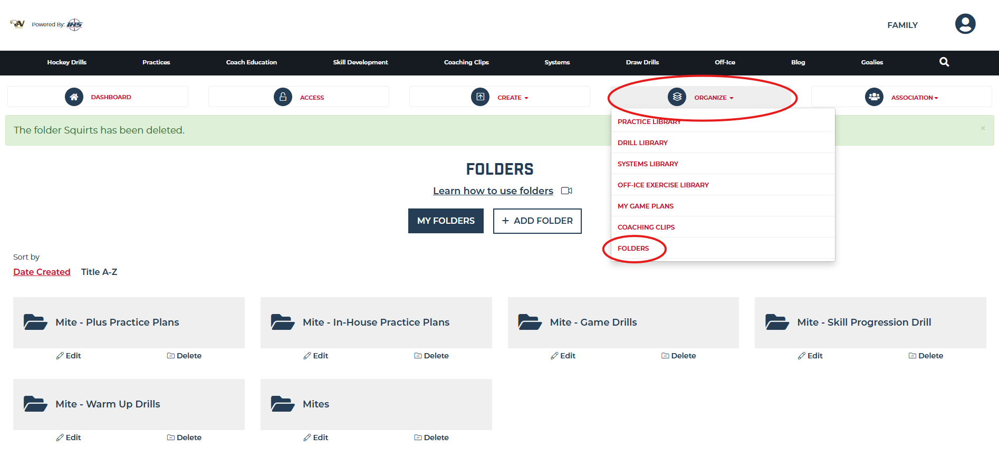 AV
Powered By: IHS
FAMILY
Hockey Drills Practices Coach Education Skill Development Coaching Clips Systems Draw Drills Off-Ice Blog Goalies
DASHBOARD ACCESS CREATE ORGANIZE ASSOCIATION
The folder Squirts has been deleted.
×
PRACTICE LIBRARY
DRILL LIBRARY
SYSTEMS LIBRARY
OFF-ICE EXERCISE LIBRARY
MY GAME PLANS
COACHING CLIPS
FOLDERS
FOLDERS
Learn how to use folders
MY FOLDERS + ADD FOLDER
Sort by
Date Created Title A-Z
Mite - Plus Practice Plans Mite - In-House Practice Plans Mite - Game Drills Mite - Skill Progression Drill
Edit Delete Edit Delete Edit Delete Edit Delete
Mite - Warm Up Drills Mites
Edit Delete Edit Delete